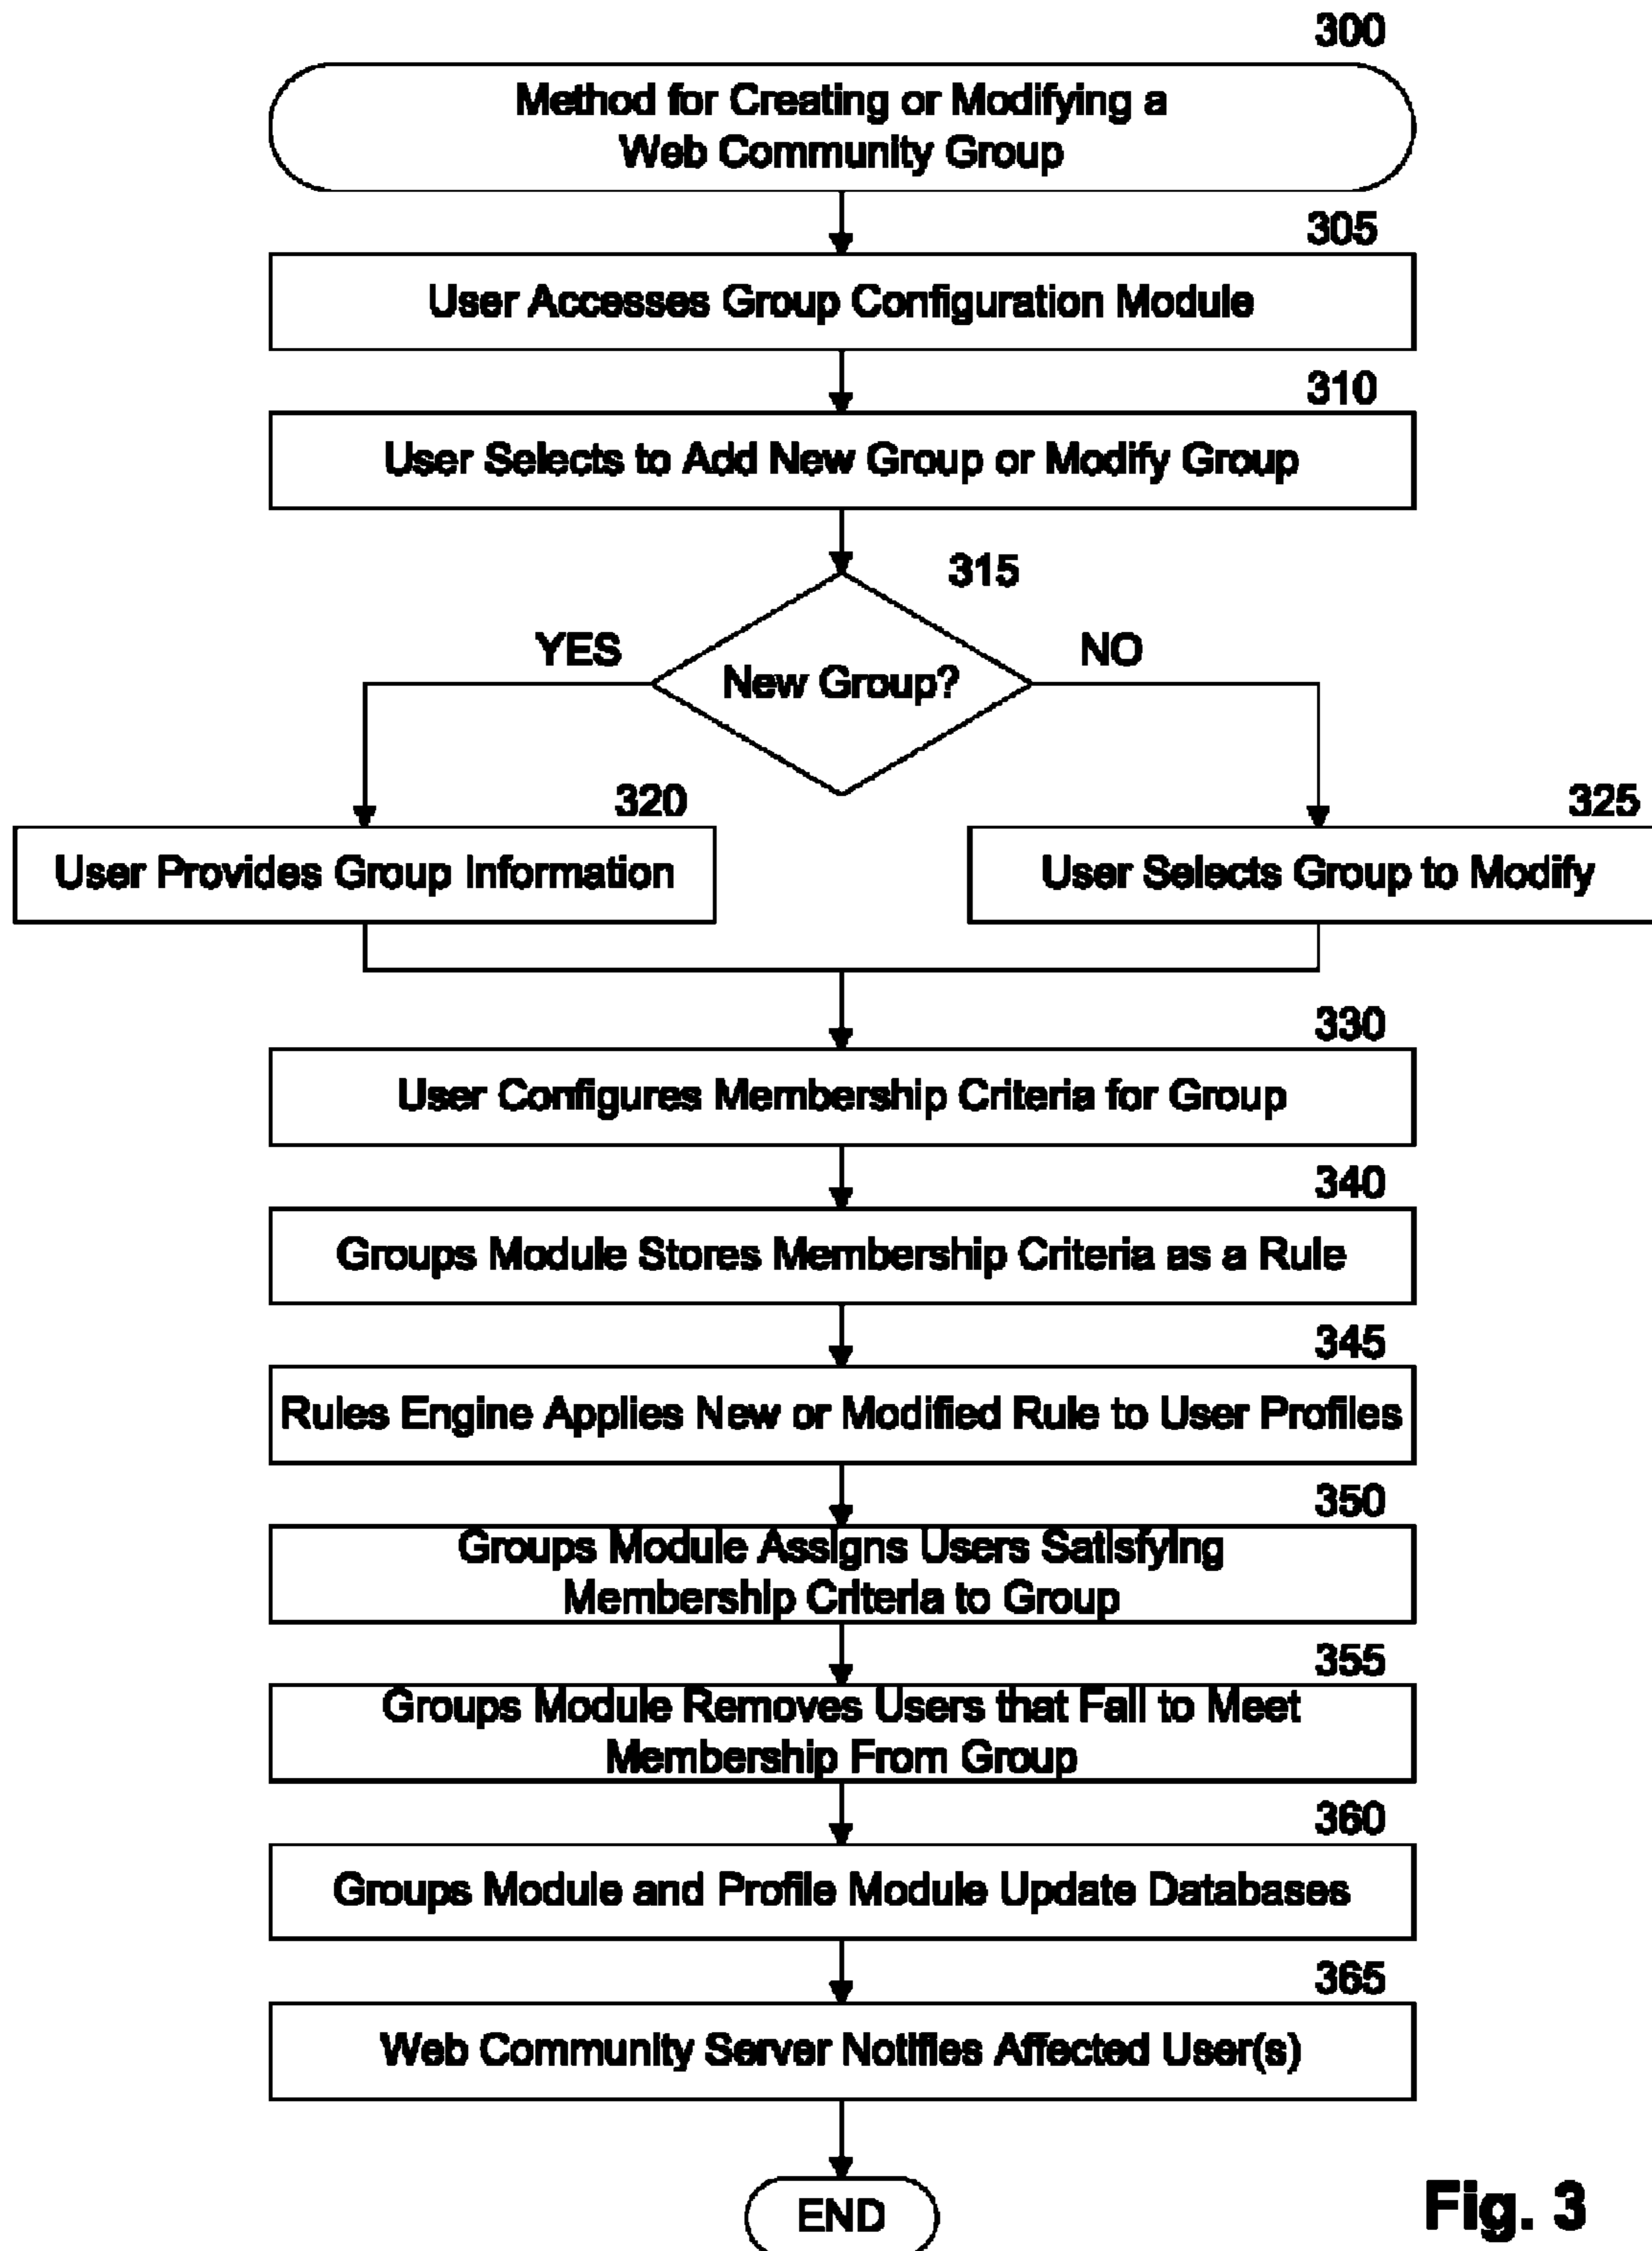 300
Method for Creating or Modifying a
Web Community Group
305
User Accesses Group Configuration Module
310
User Selects to Add New Group or Modify Group
315
YES
NO
New Group?
320
User Provides Group Information
325
User Selects Group to Modify
330
User Configures Membership Criteria for Group
340
Groups Module Stores Membership Criteria as a Rule
345
Rules Engine Applies New or Modified Rule to User Profiles
350
Groups Module Assigns Users Satisfying
Membership Criteria to Group
355
Groups Module Removes Users that Fail to Meet
Membership From Group
360
Groups Module and Profile Module Update Databases
365
Web Community Server Notifies Affected User(s)
END
Fig. 3